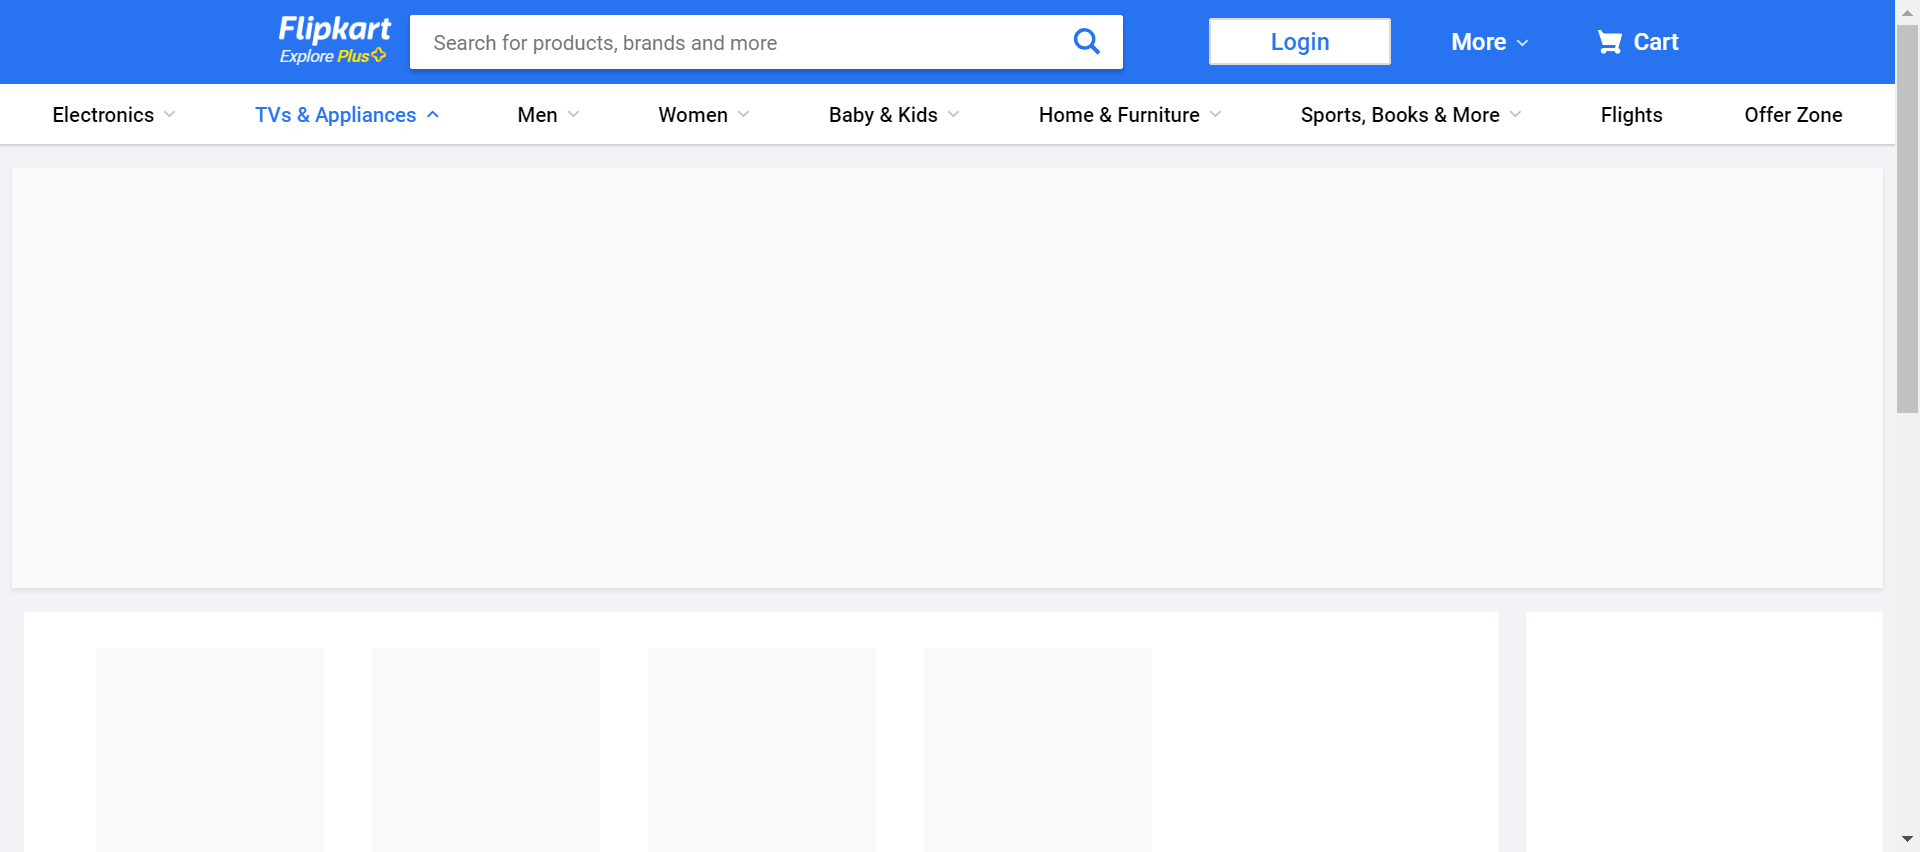 Flipkart
Explore Plus
Search for products, brands and more
Login
More
Cart
Electronics
TVs & Appliances
Men
Women
Baby & Kids
Home & Furniture
Sports, Books & More
Flights
Offer Zone